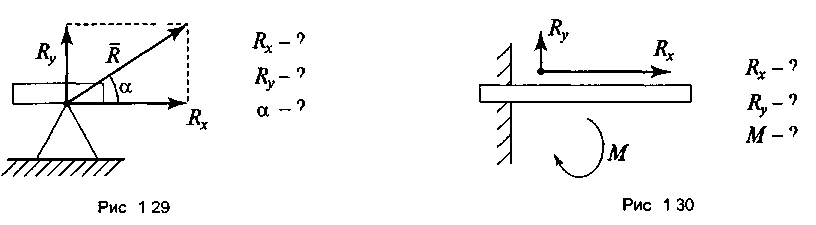 R_y
R̄
α
R_x
R_x – ?
R_y – ?
α – ?
Рис 1 29
R_y
R_x
M
R_x – ?
R_y – ?
M – ?
Рис 1 30